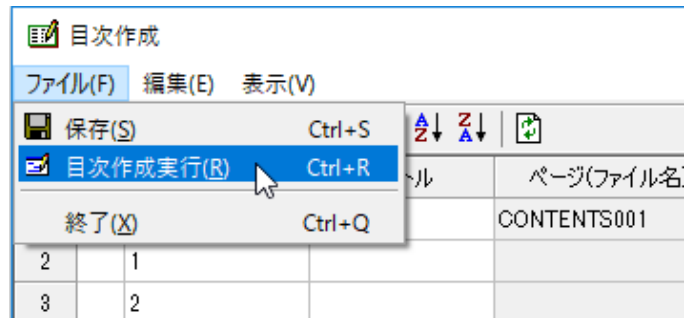 目次作成
ファイル(F) 編集(E) 表示(V)
保存(S) Ctrl+S
目次作成実行(R) Ctrl+R
終了(X) Ctrl+Q
トル ページ(ファイル名)
CONTENTS001
2 1
3 2